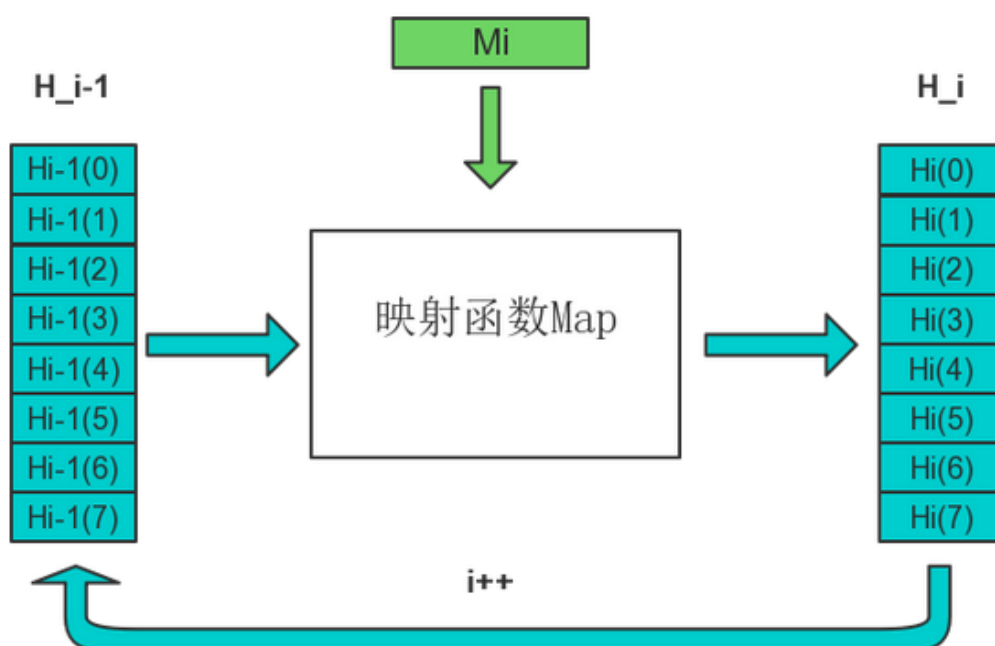 Mi
H_i-1
H_i
Hi-1(0)
Hi-1(1)
Hi-1(2)
Hi-1(3)
Hi-1(4)
Hi-1(5)
Hi-1(6)
Hi-1(7)
映射函数Map
Hi(0)
Hi(1)
Hi(2)
Hi(3)
Hi(4)
Hi(5)
Hi(6)
Hi(7)
i++